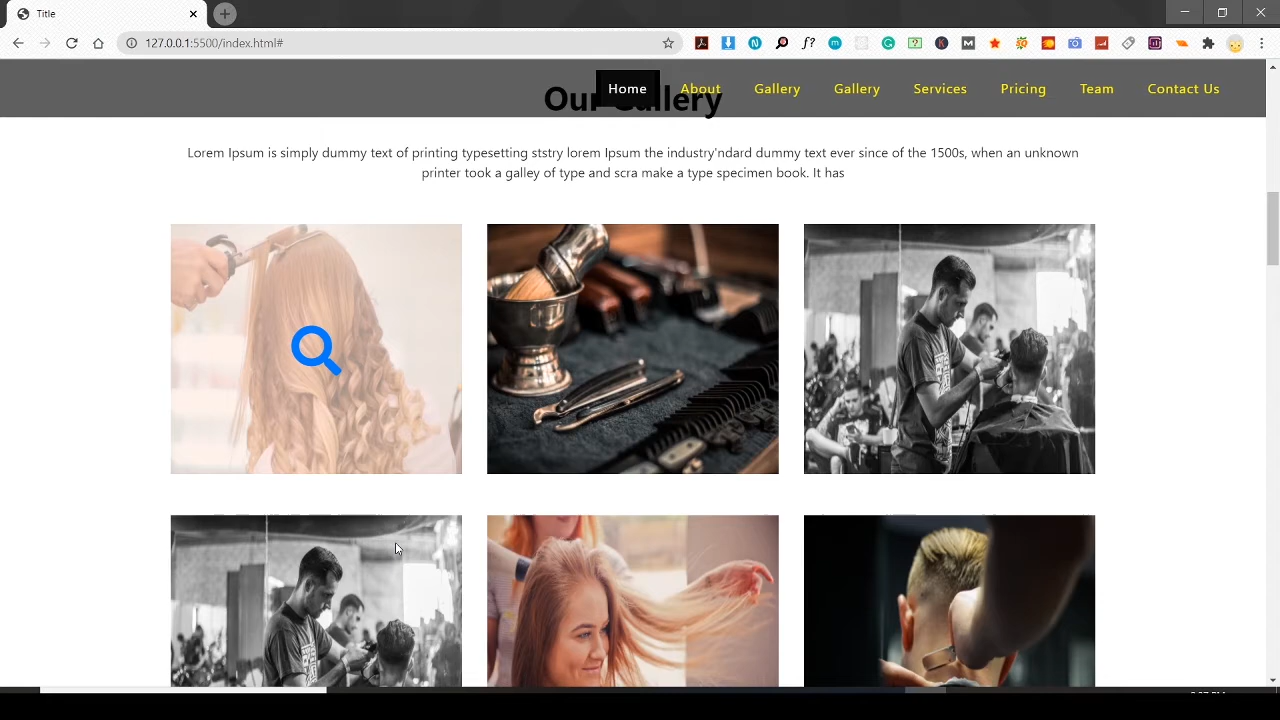 Title
127.0.0.1:5500/index.html#
Home
About
Gallery
Gallery
Services
Pricing
Team
Contact Us
Our Gallery
Lorem Ipsum is simply dummy text of printing typesetting ststry lorem Ipsum the industry'ndard dummy text ever since of the 1500s, when an unknown
printer took a galley of type and scra make a type specimen book. It has